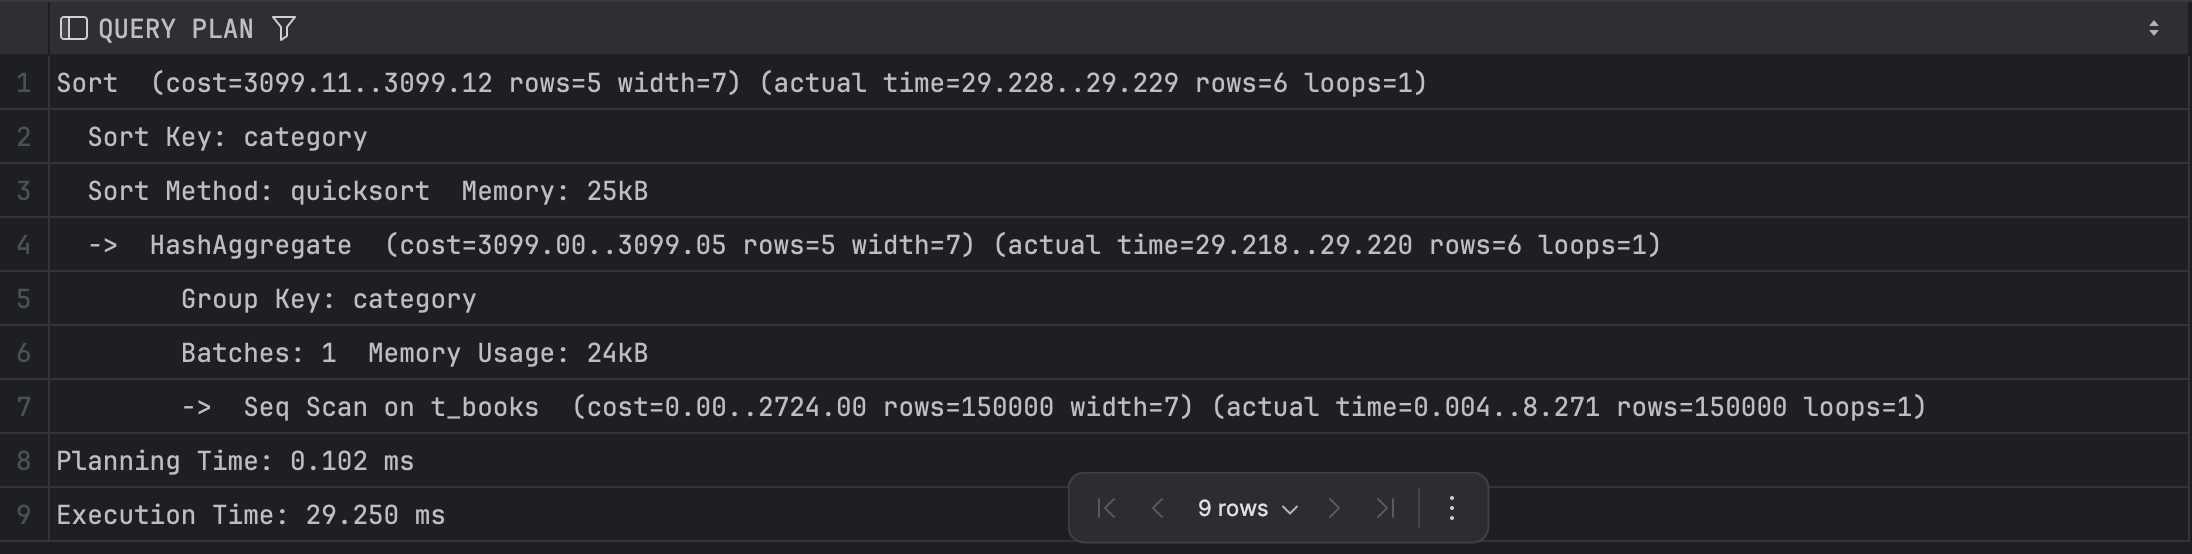 QUERY PLAN
1 Sort  (cost=3099.11..3099.12 rows=5 width=7) (actual time=29.228..29.229 rows=6 loops=1)
2   Sort Key: category
3   Sort Method: quicksort  Memory: 25kB
4   ->  HashAggregate  (cost=3099.00..3099.05 rows=5 width=7) (actual time=29.218..29.220 rows=6 loops=1)
5         Group Key: category
6         Batches: 1  Memory Usage: 24kB
7         ->  Seq Scan on t_books  (cost=0.00..2724.00 rows=150000 width=7) (actual time=0.004..8.271 rows=150000 loops=1)
8 Planning Time: 0.102 ms
9 Execution Time: 29.250 ms
9 rows